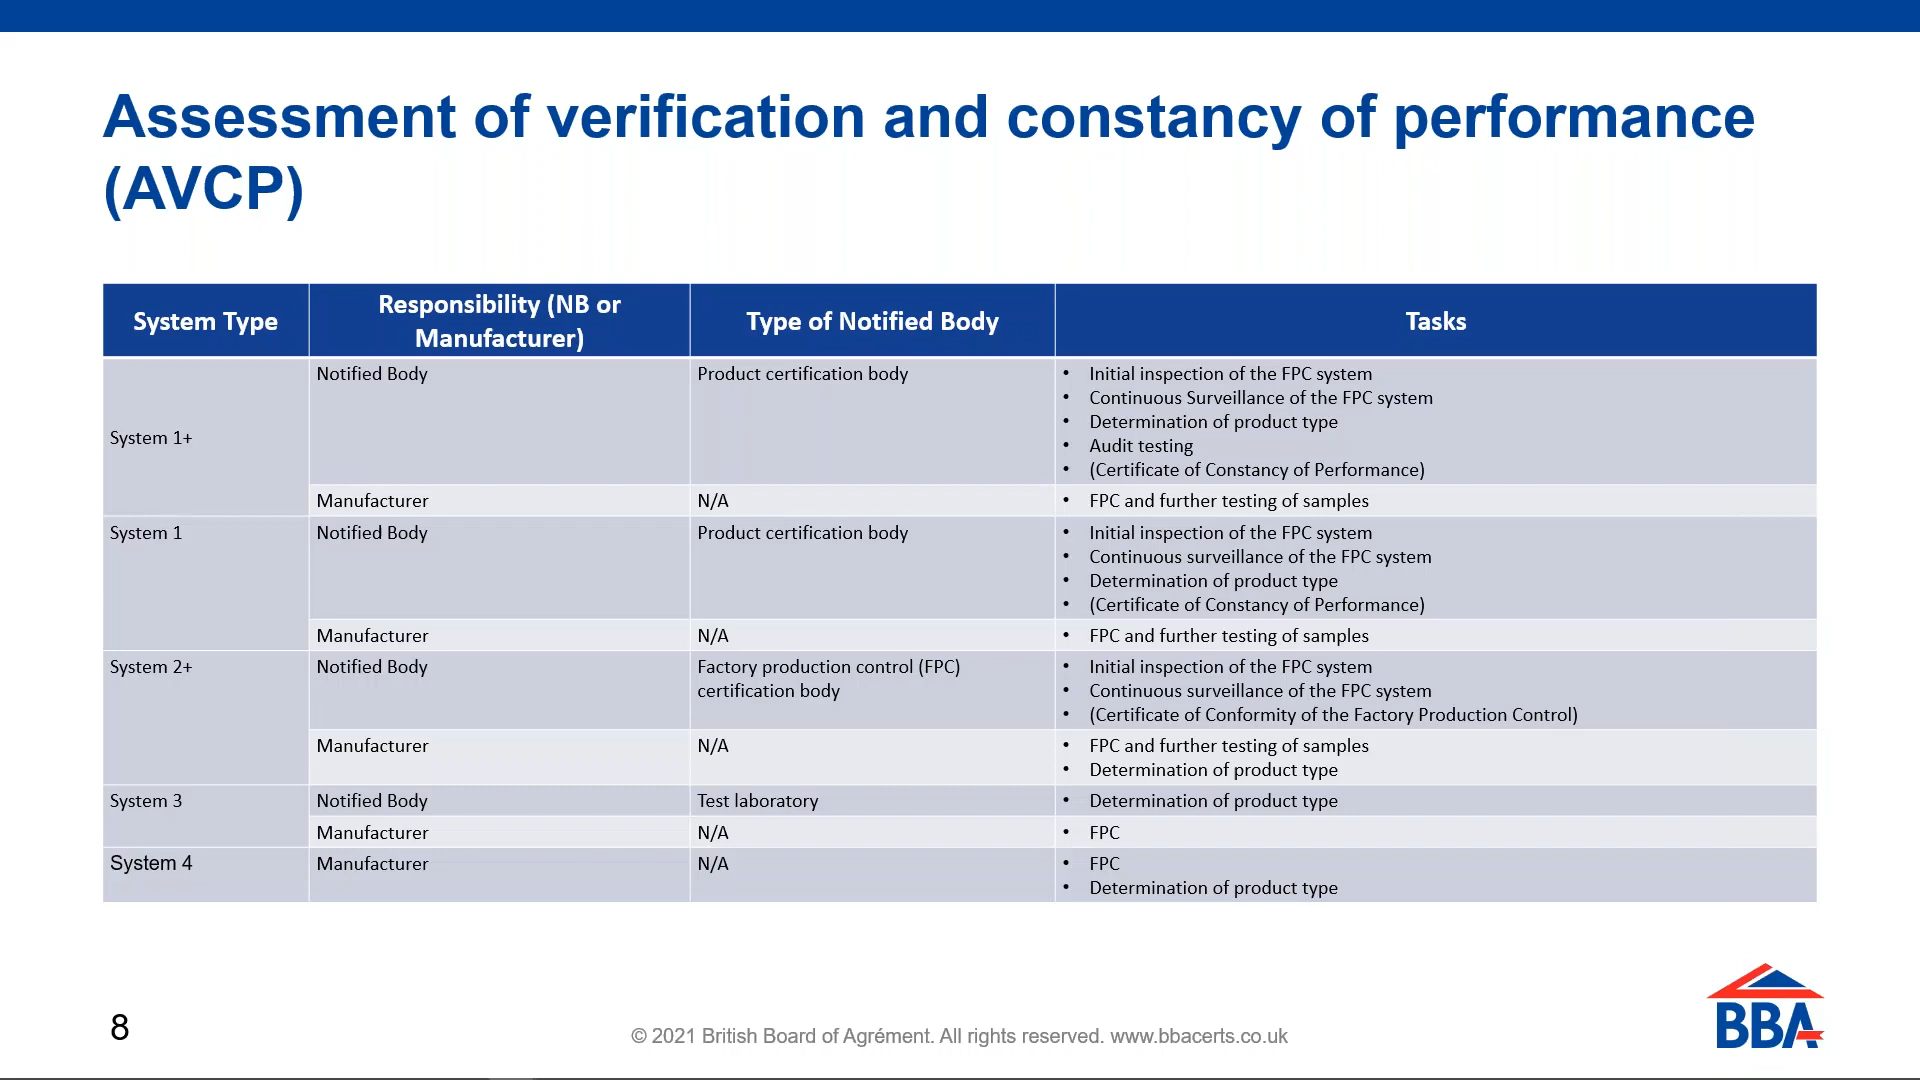 Assessment of verification and constancy of performance
(AVCP)
System Type
Responsibility (NB or
Manufacturer)
Type of Notified Body
Tasks
System 1+
Notified Body
Product certification body
• Initial inspection of the FPC system
• Continuous Surveillance of the FPC system
• Determination of product type
• Audit testing
• (Certificate of Constancy of Performance)
Manufacturer
N/A
• FPC and further testing of samples
System 1
Notified Body
Product certification body
• Initial inspection of the FPC system
• Continuous surveillance of the FPC system
• Determination of product type
• (Certificate of Constancy of Performance)
Manufacturer
N/A
• FPC and further testing of samples
System 2+
Notified Body
Factory production control (FPC)
certification body
• Initial inspection of the FPC system
• Continuous surveillance of the FPC system
• (Certificate of Conformity of the Factory Production Control)
Manufacturer
N/A
• FPC and further testing of samples
• Determination of product type
System 3
Notified Body
Test laboratory
• Determination of product type
Manufacturer
N/A
• FPC
System 4
Manufacturer
N/A
• FPC
• Determination of product type
8
© 2021 British Board of Agrément. All rights reserved. www.bbacerts.co.uk
BBA